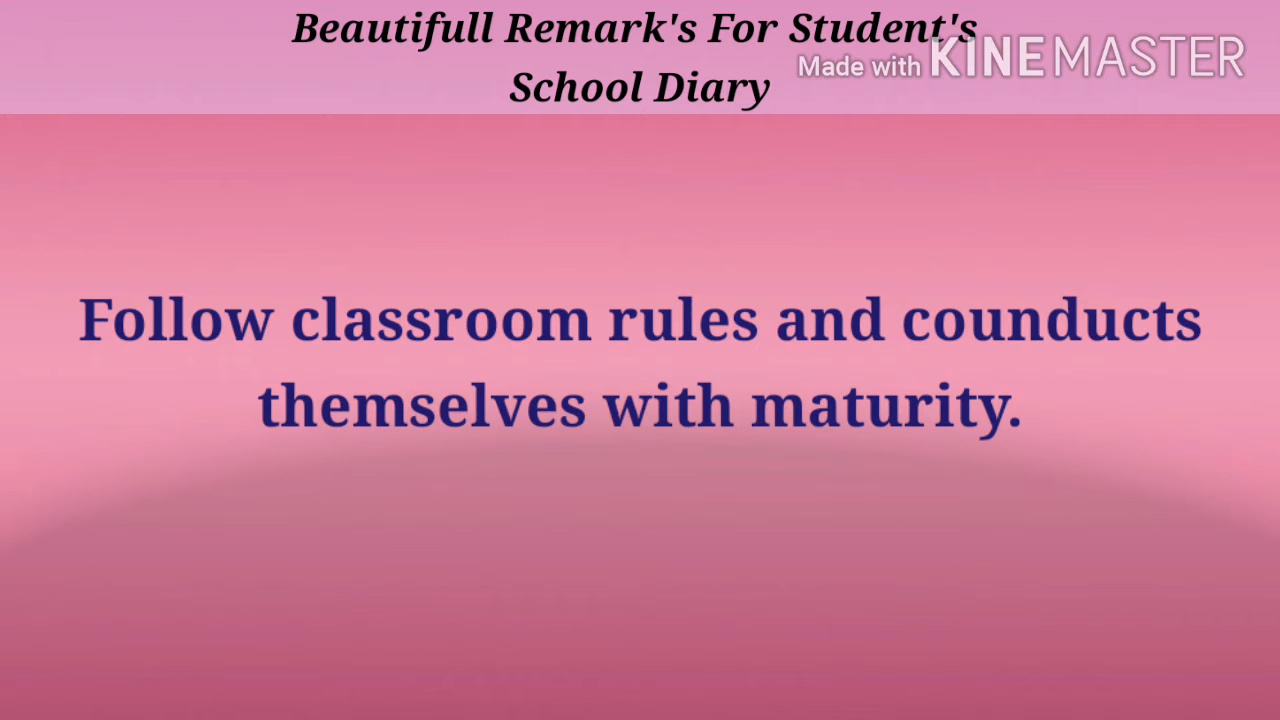 Beautifull Remark's For Student's
School Diary
Made with KINEMASTER
Follow classroom rules and counducts
themselves with maturity.